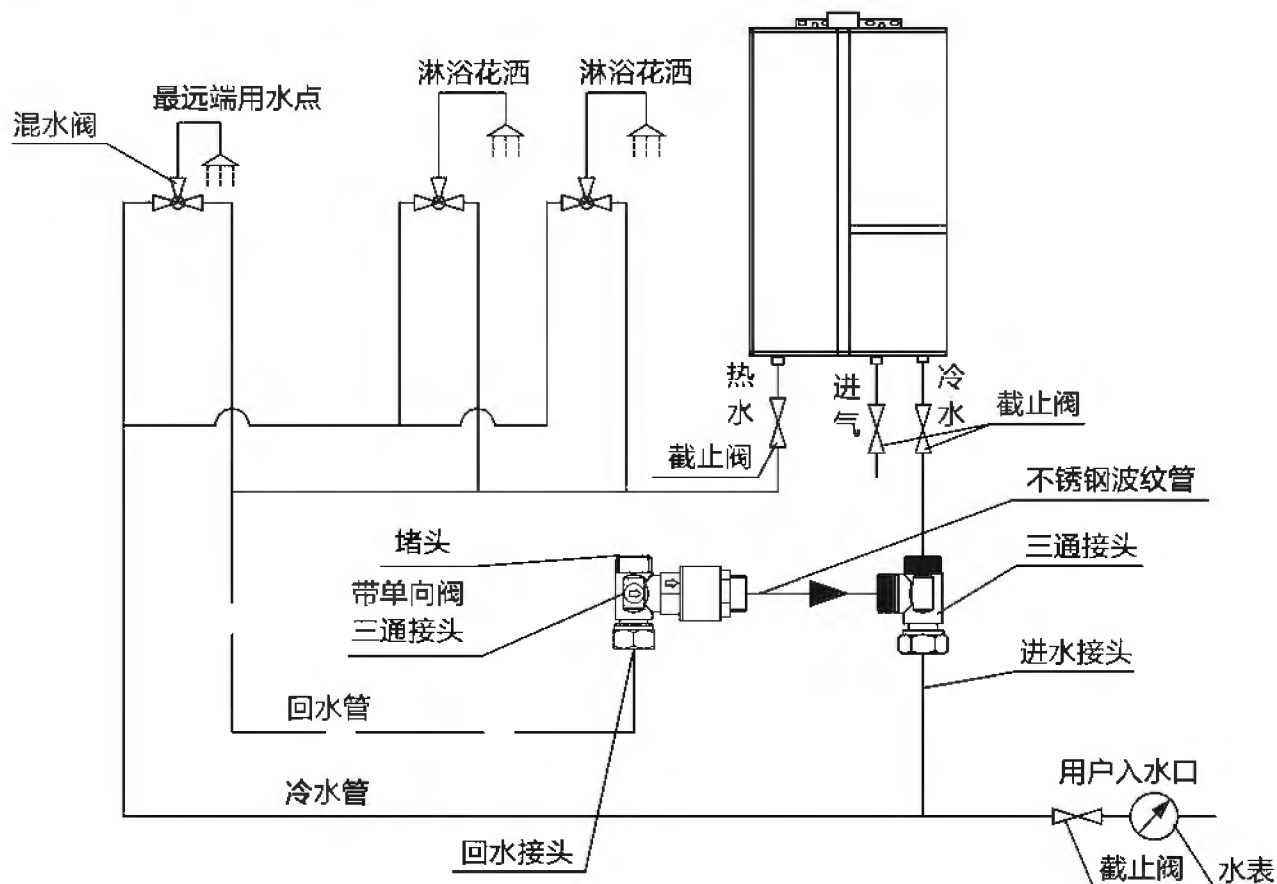 淋浴花洒
淋浴花洒
最远端用水点
混水阀
热水
进气
冷水
截止阀
截止阀
不锈钢波纹管
堵头
三通接头
带单向阀
三通接头
进水接头
回水管
用户入水口
冷水管
回水接头
截止阀
水表